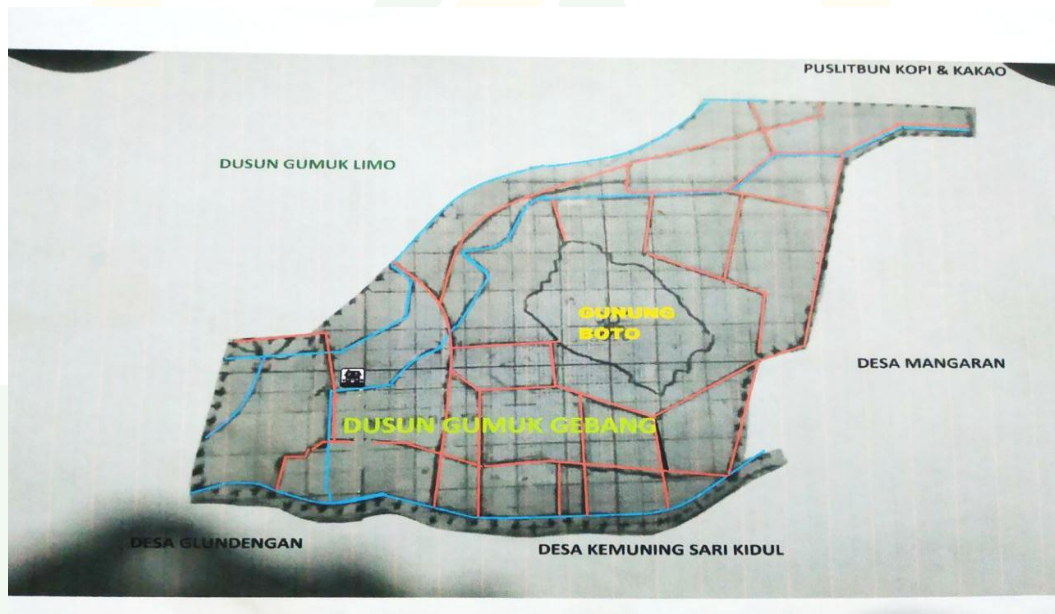 PUSLITBUN KOPI & KAKAO
DUSUN GUMUK LIMO
GUNUNG
BOTO
DESA MANGARAN
DUSUN GUMUK GEBANG
DESA GLUNDENGAN
DESA KEMUNING SARI KIDUL